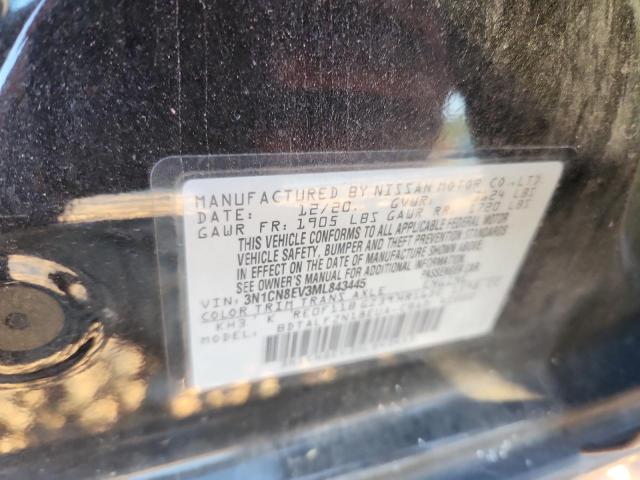 MANUFACTURED BY NISSAN MOTOR CO.,LTD.
DATE: 12/20. GVWR: LBS
GAWR FR: 1905 LBS GAWR RR LBS
THIS VEHICLE CONFORMS TO ALL APPLICABLE FEDERAL MOTOR
VEHICLE SAFETY, BUMPER AND THEFT PREVENTION STANDARDS
IN EFFECT ON THE DATE OF MANUFACTURE SHOWN ABOVE.
SEE OWNER'S MANUAL FOR ADDITIONAL INFORMATION.
VIN: 3N1CN8EV3ML843445 PASSENGER CAR
COLOR TRIM TRANS AXLE
KH3 K
MODEL: